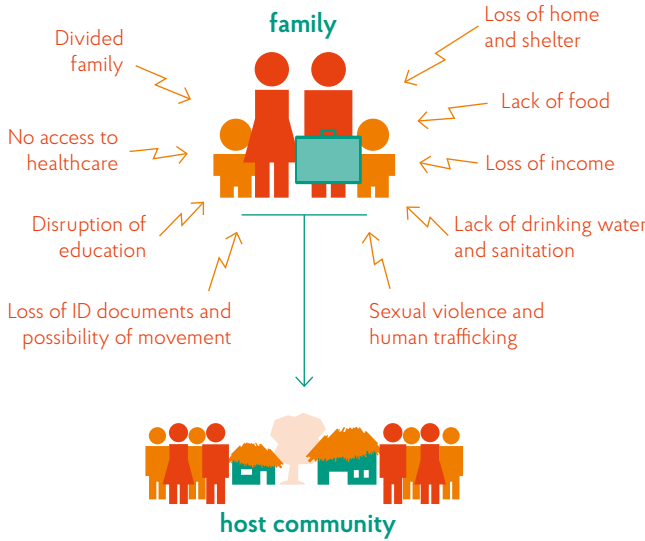 family
Divided
family
No access to
healthcare
Disruption of
education
Loss of ID documents and
possibility of movement
Loss of home
and shelter
Lack of food
Loss of income
Lack of drinking water
and sanitation
Sexual violence and
human trafficking
host community